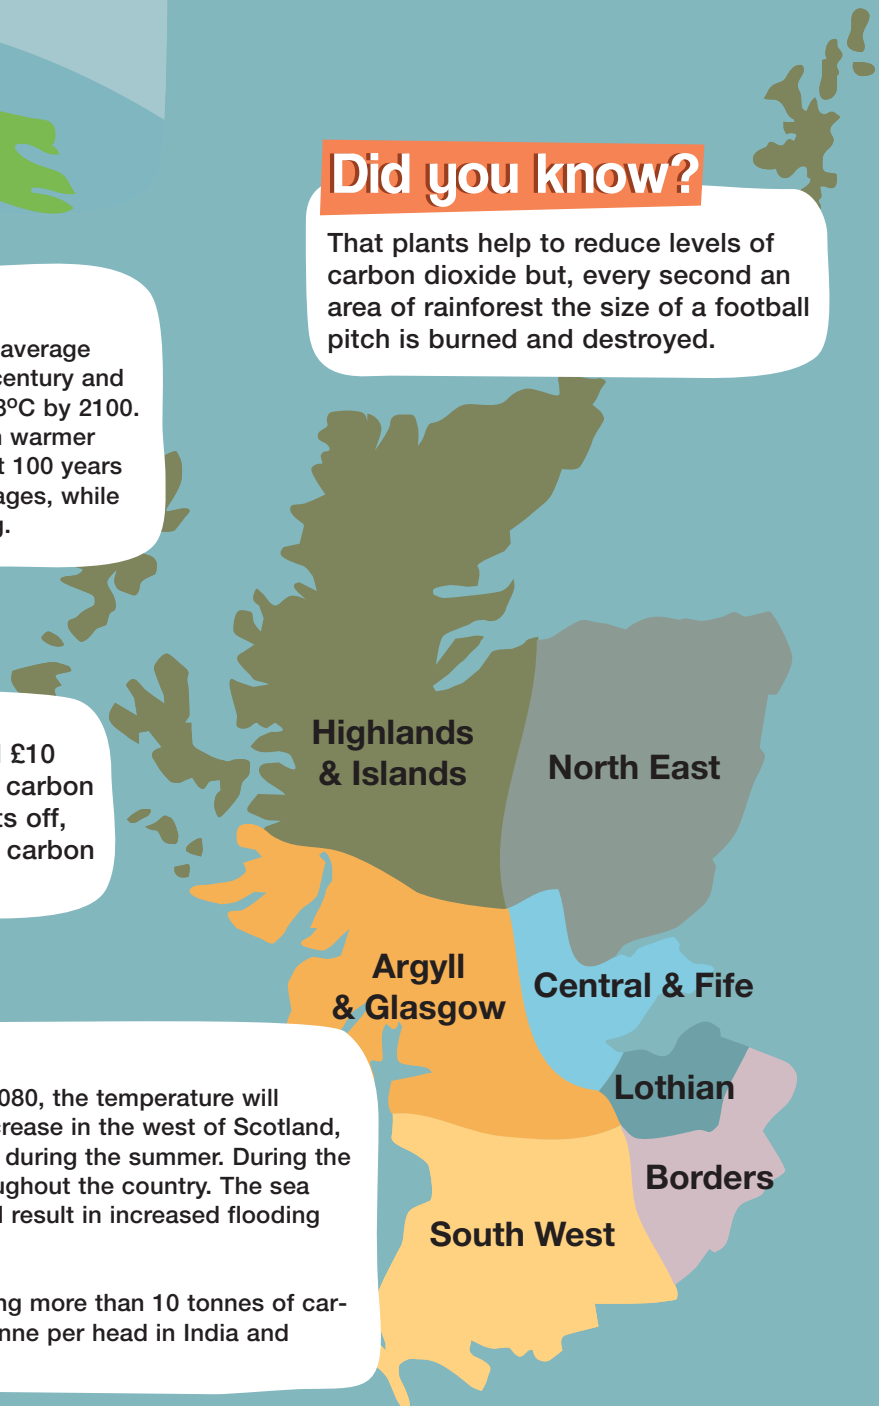 Did you know?
That plants help to reduce levels of
carbon dioxide but, every second an
area of rainforest the size of a football
pitch is burned and destroyed.
average
century and
3ºC by 2100.
warmer
100 years
ages, while
g.
Highlands
& Islands
North East
£10
carbon
ts off,
carbon
Argyll
& Glasgow
Central & Fife
Lothian
Borders
South West
080, the temperature will
crease in the west of Scotland,
during the summer. During the
ughout the country. The sea
result in increased flooding
ng more than 10 tonnes of car-
nne per head in India and